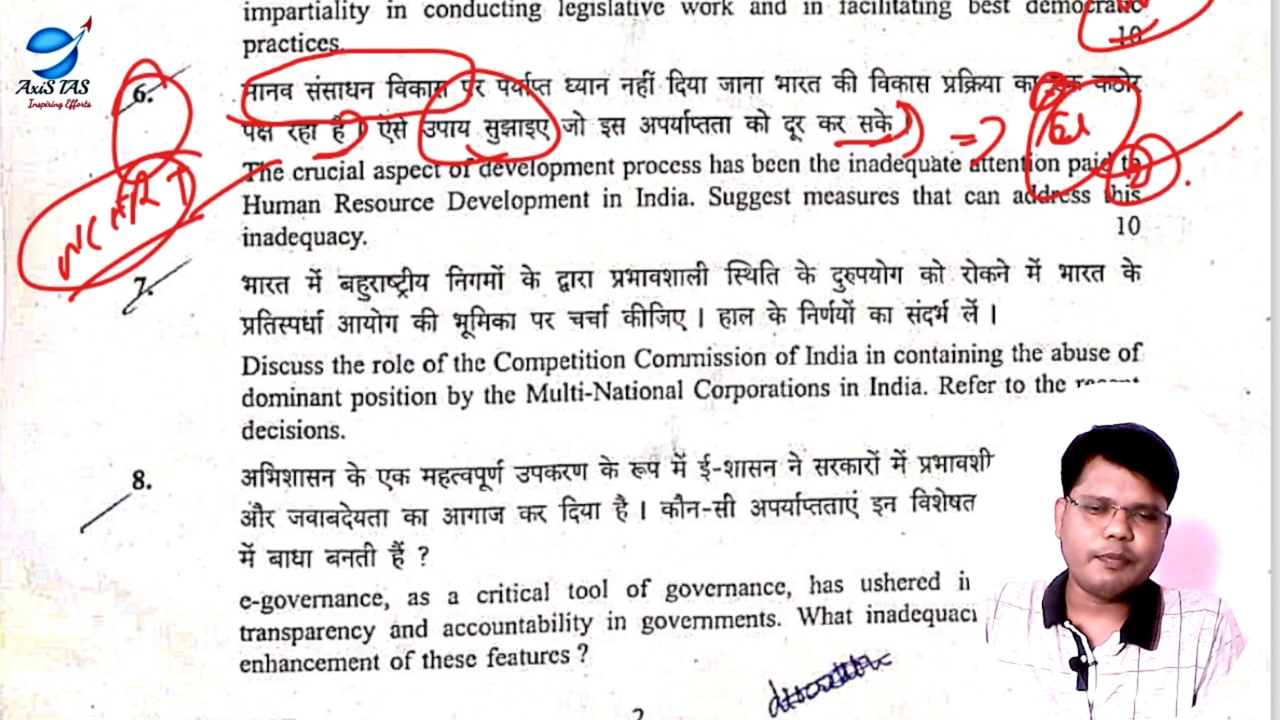 impartiality in conducting legislative work and in facilitating best democratic
practices. 10
AxiS TAS
Inspiring Efforts
6. मानव संसाधन विकास पर पर्याप्त ध्यान नहीं दिया जाना भारत की विकास प्रक्रिया का एक कठोर
पक्ष रहा है । ऐसे उपाय सुझाइए जो इस अपर्याप्तता को दूर कर सकें ।
The crucial aspect of development process has been the inadequate attention paid to
Human Resource Development in India. Suggest measures that can address this
inadequacy. 10
NCERT
7. भारत में बहुराष्ट्रीय निगमों के द्वारा प्रभावशाली स्थिति के दुरुपयोग को रोकने में भारत के
प्रतिस्पर्धा आयोग की भूमिका पर चर्चा कीजिए । हाल के निर्णयों का संदर्भ लें ।
Discuss the role of the Competition Commission of India in containing the abuse of
dominant position by the Multi-National Corporations in India. Refer to the recent
decisions.
8. अभिशासन के एक महत्वपूर्ण उपकरण के रूप में ई-शासन ने सरकारों में प्रभावशी
और जवाबदेयता का आगाज कर दिया है । कौन-सी अपर्याप्तताएं इन विशेषत
में बाधा बनती हैं ?
e-governance, as a critical tool of governance, has ushered in
transparency and accountability in governments. What inadequaci
enhancement of these features ?
2